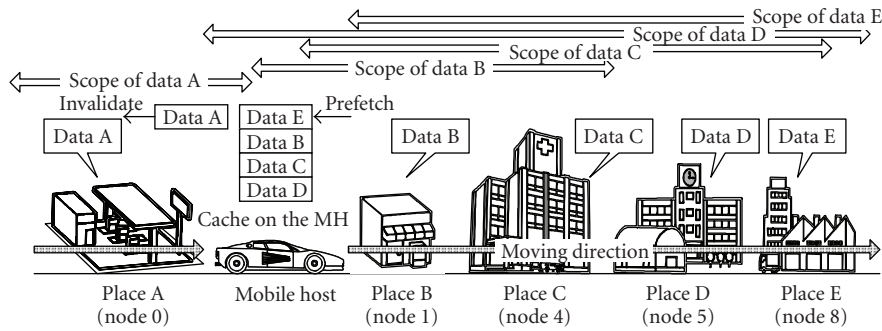 Scope of data E
Scope of data D
Scope of data C
Scope of data A
Scope of data B
Invalidate
Data A
Data E
Prefetch
Data A
Data B
Data B
Data C
Data D
Data E
Data C
Data D
Cache on the MH
Moving direction
Place A
(node 0)
Mobile host
Place B
(node 1)
Place C
(node 4)
Place D
(node 5)
Place E
(node 8)